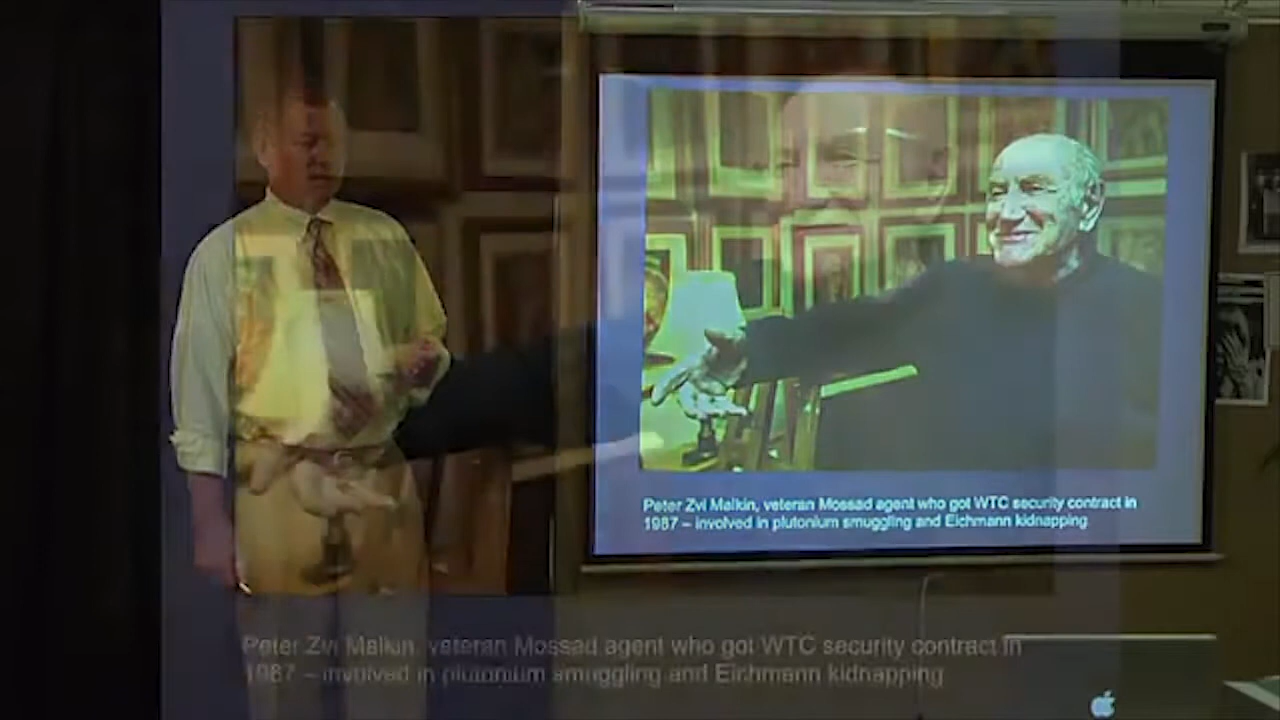 Peter Zvi Malkin, veteran Mossad agent who got WTC security contract in
1987 – involved in plutonium smuggling and Eichmann kidnapping
Peter Zvi Malkin, veteran Mossad agent who got WTC security contract in
1987 – involved in plutonium smuggling and Eichmann kidnapping